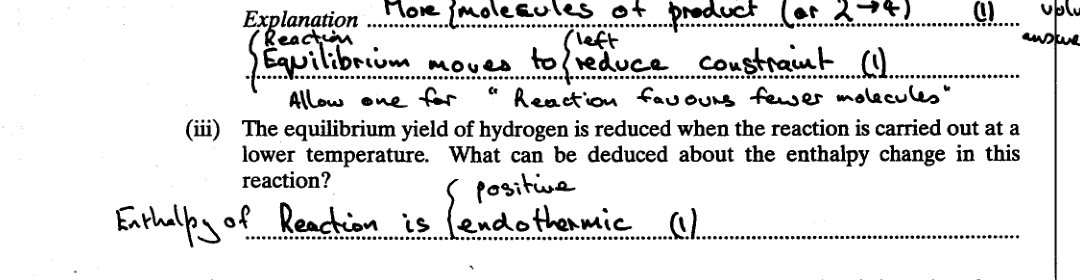 Explanation More {molecules of product (or 2→4) (1)
{Reaction {left
{Equilibrium moves to {reduce constraint (1)
Allow one for " Reaction favours fewer molecules"
(iii) The equilibrium yield of hydrogen is reduced when the reaction is carried out at a
lower temperature. What can be deduced about the enthalpy change in this
reaction?
{ positive
Enthalpy of Reaction is {endothermic (1)